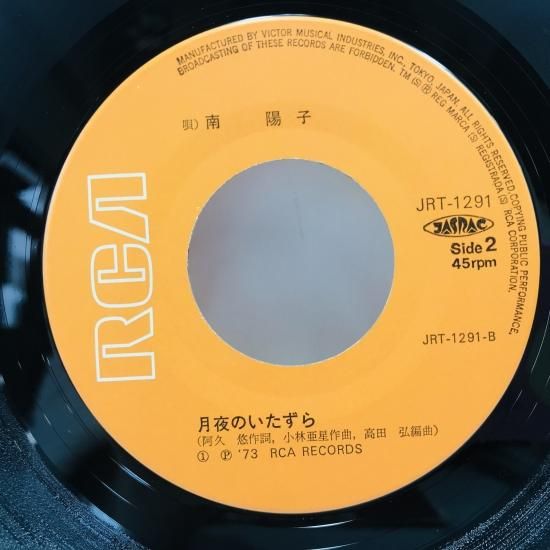 MANUFACTURED BY VICTOR MUSICAL INDUSTRIES, INC., TOKYO, JAPAN. ALL RIGHTS RESERVED, COPYING PUBLIC PERFORMANCE,
BROADCASTING OF THESE RECORDS ARE FORBIDDEN. TM (S) Ⓡ REG MARCA (S) REGISTRADA (S) RCA CORPORATION.
唄) 南 陽子
RCA
JRT-1291
JASRAC
Side 2
45rpm
JRT-1291-B
月夜のいたずら
(阿久 悠作詞, 小林亜星作曲, 高田 弘編曲)
① ℗ '73 RCA RECORDS